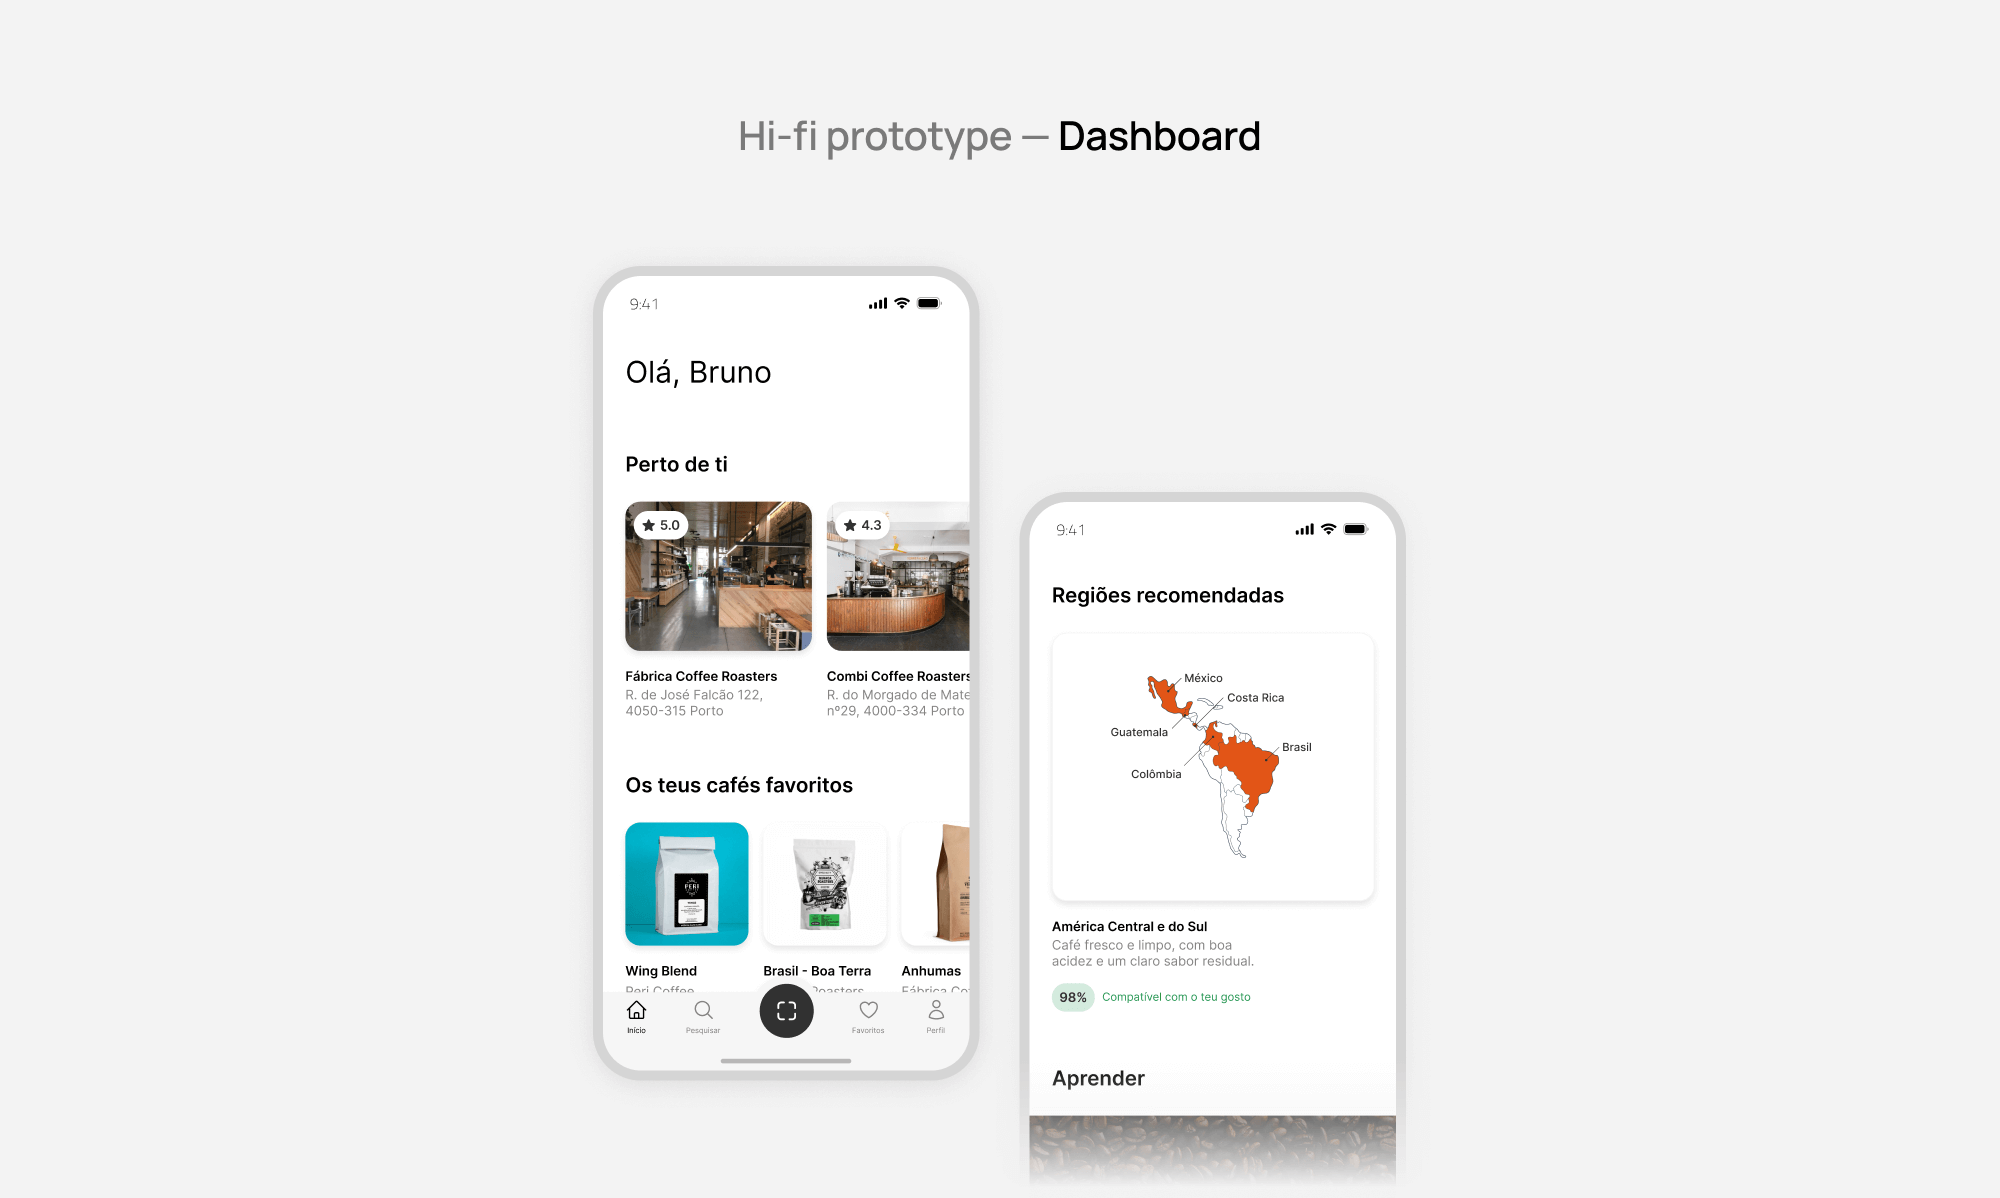 Hi-fi prototype — Dashboard
9:41
Olá, Bruno
Perto de ti
5.0
4.3
Fábrica Coffee Roasters
R. de José Falcão 122,
4050-315 Porto
Combi Coffee Roasters
R. do Morgado de Mate
nº29, 4000-334 Porto
Os teus cafés favoritos
PERI
Wing Blend
Peri Coffee
Brasil - Boa Terra
Roasters
Anhumas
Fábrica Cof
Início
Pesquisar
Favoritos
Perfil
9:41
Regiões recomendadas
México
Costa Rica
Guatemala
Brasil
Colômbia
América Central e do Sul
Café fresco e limpo, com boa
acidez e um claro sabor residual.
98%
Compatível com o teu gosto
Aprender